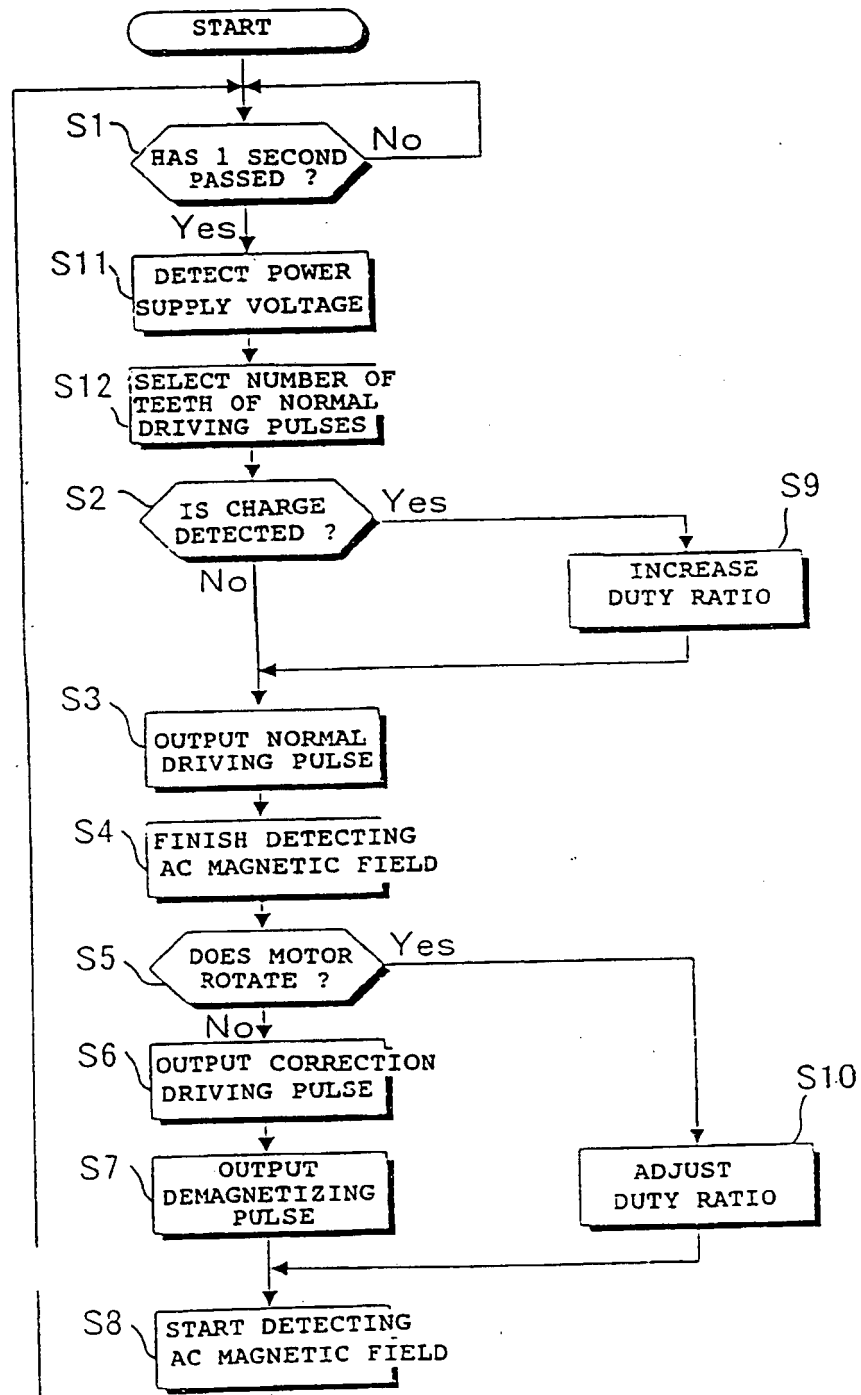 START
S1
No
HAS 1 SECOND
PASSED ?
Yes
S11
DETECT POWER
SUPPLY VOLTAGE
S12
SELECT NUMBER OF
TEETH OF NORMAL
DRIVING PULSES
S2
IS CHARGE
DETECTED ?
Yes
No
S9
INCREASE
DUTY RATIO
S3
OUTPUT NORMAL
DRIVING PULSE
S4
FINISH DETECTING
AC MAGNETIC FIELD
S5
DOES MOTOR
ROTATE ?
Yes
No
S6
OUTPUT CORRECTION
DRIVING PULSE
S10
ADJUST
DUTY RATIO
S7
OUTPUT
DEMAGNETIZING
PULSE
S8
START DETECTING
AC MAGNETIC FIELD